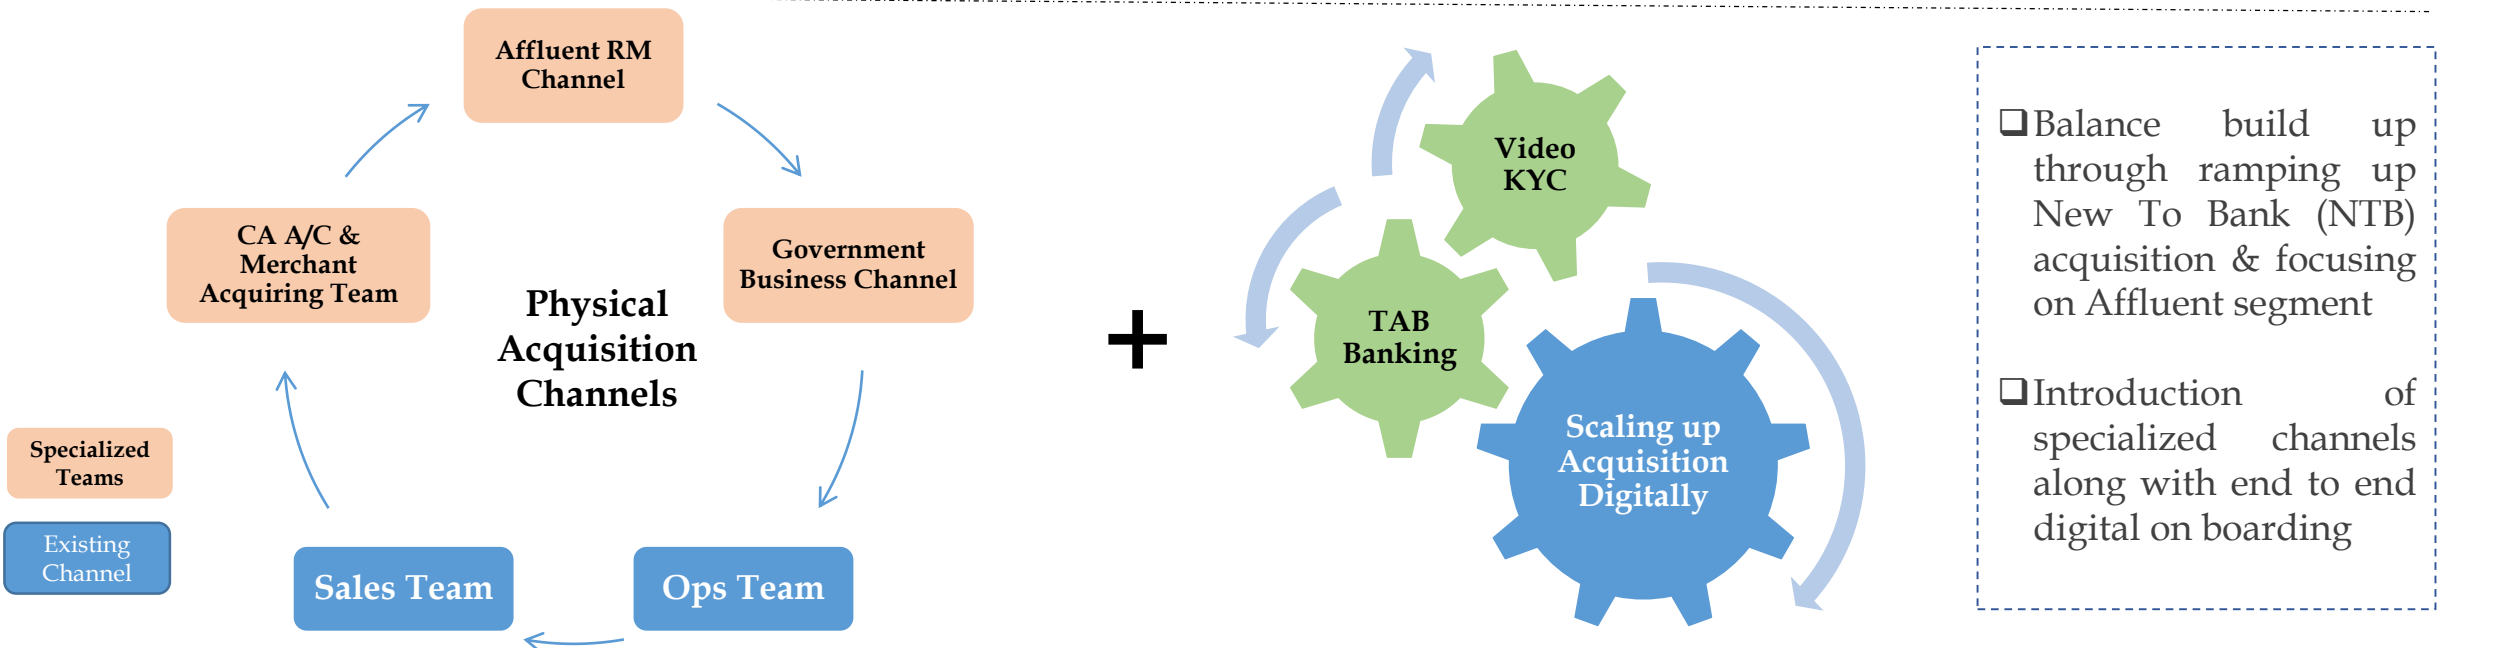 Affluent RM
Channel
CA A/C &
Merchant
Acquiring Team
Government
Business Channel
Physical
Acquisition
Channels
Specialized
Teams
Existing
Channel
Sales Team
Ops Team
+
Video
KYC
TAB
Banking
Scaling up
Acquisition
Digitally
❑Balance build up
through ramping up
New To Bank (NTB)
acquisition & focusing
on Affluent segment
❑Introduction of
specialized channels
along with end to end
digital on boarding